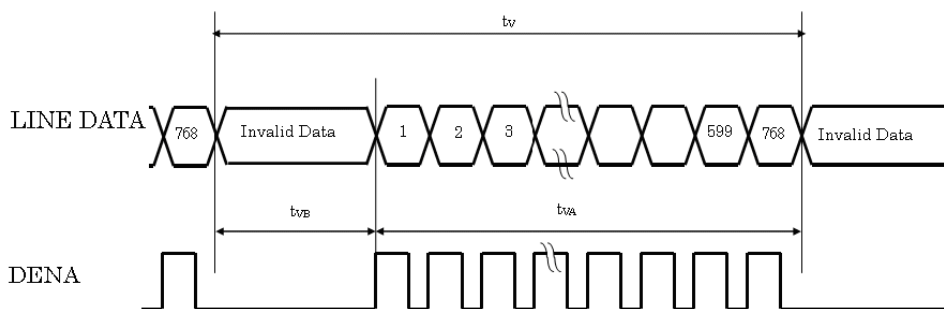 tV
LINE DATA 768 Invalid Data 1 2 3 599 768 Invalid Data
tVB tVA
DENA